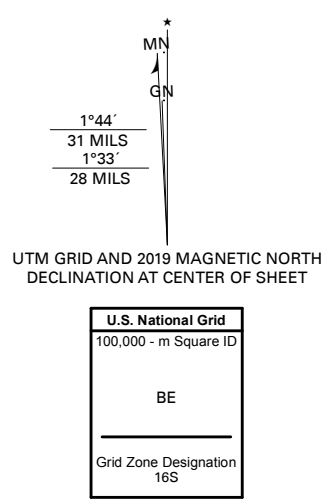 MN
GN
1°44´
31 MILS
1°33´
28 MILS
UTM GRID AND 2019 MAGNETIC NORTH
DECLINATION AT CENTER OF SHEET
U.S. National Grid
100,000 - m Square ID
BE
Grid Zone Designation
16S